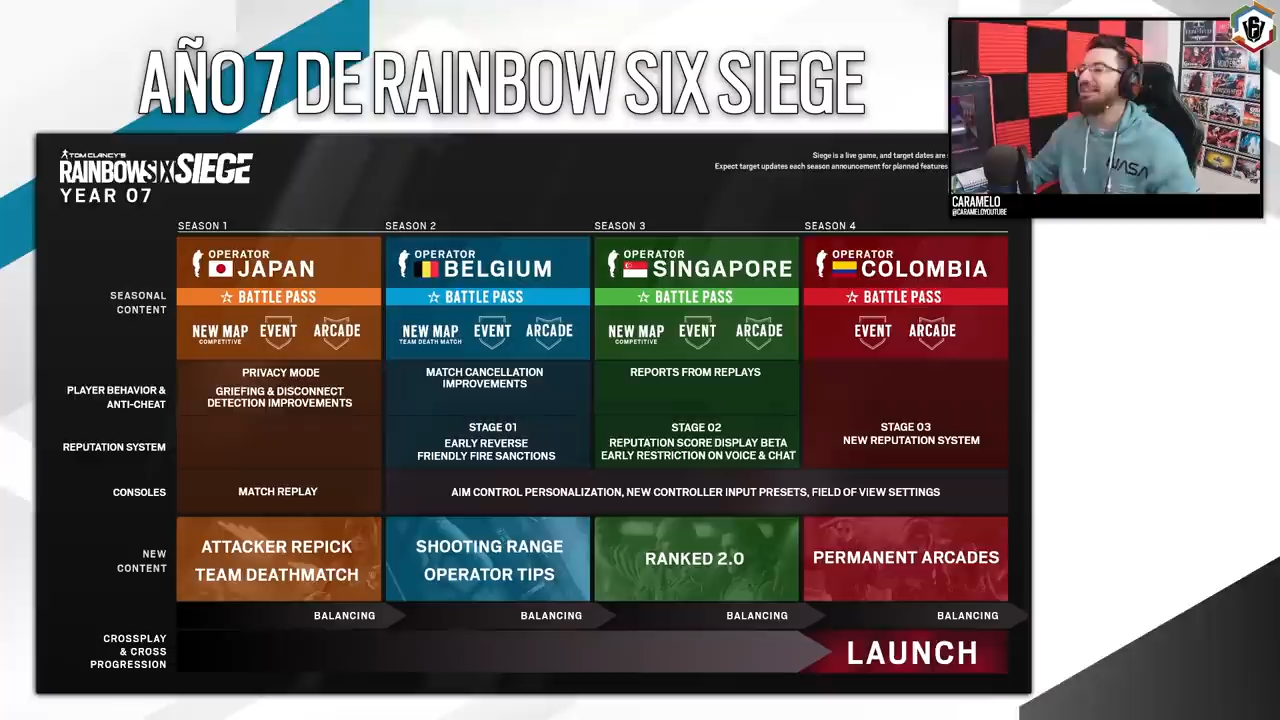 AÑO 7 DE RAINBOW SIX SIEGE
TOM CLANCY'S
RAINBOWSIX SIEGE
YEAR 07
Siege is a live game, and target dates are
Expect target updates each season announcement for planned features
NASA
CARAMELO
@CARAMELOYOUTUBE
SEASON 1 SEASON 2 SEASON 3 SEASON 4
OPERATOR OPERATOR OPERATOR OPERATOR
JAPAN BELGIUM SINGAPORE COLOMBIA
SEASONAL
CONTENT
BATTLE PASS BATTLE PASS BATTLE PASS BATTLE PASS
NEW MAP EVENT ARCADE NEW MAP EVENT ARCADE NEW MAP EVENT ARCADE EVENT ARCADE
COMPETITIVE TEAM DEATH MATCH COMPETITIVE
PLAYER BEHAVIOR &
ANTI-CHEAT
PRIVACY MODE
GRIEFING & DISCONNECT
DETECTION IMPROVEMENTS
MATCH CANCELLATION
IMPROVEMENTS
REPORTS FROM REPLAYS
REPUTATION SYSTEM
STAGE 01
EARLY REVERSE
FRIENDLY FIRE SANCTIONS
STAGE 02
REPUTATION SCORE DISPLAY BETA
EARLY RESTRICTION ON VOICE & CHAT
STAGE 03
NEW REPUTATION SYSTEM
CONSOLES
MATCH REPLAY
AIM CONTROL PERSONALIZATION, NEW CONTROLLER INPUT PRESETS, FIELD OF VIEW SETTINGS
NEW
CONTENT
ATTACKER REPICK
TEAM DEATHMATCH
SHOOTING RANGE
OPERATOR TIPS
RANKED 2.0
PERMANENT ARCADES
BALANCING BALANCING BALANCING BALANCING
CROSSPLAY
& CROSS
PROGRESSION
LAUNCH